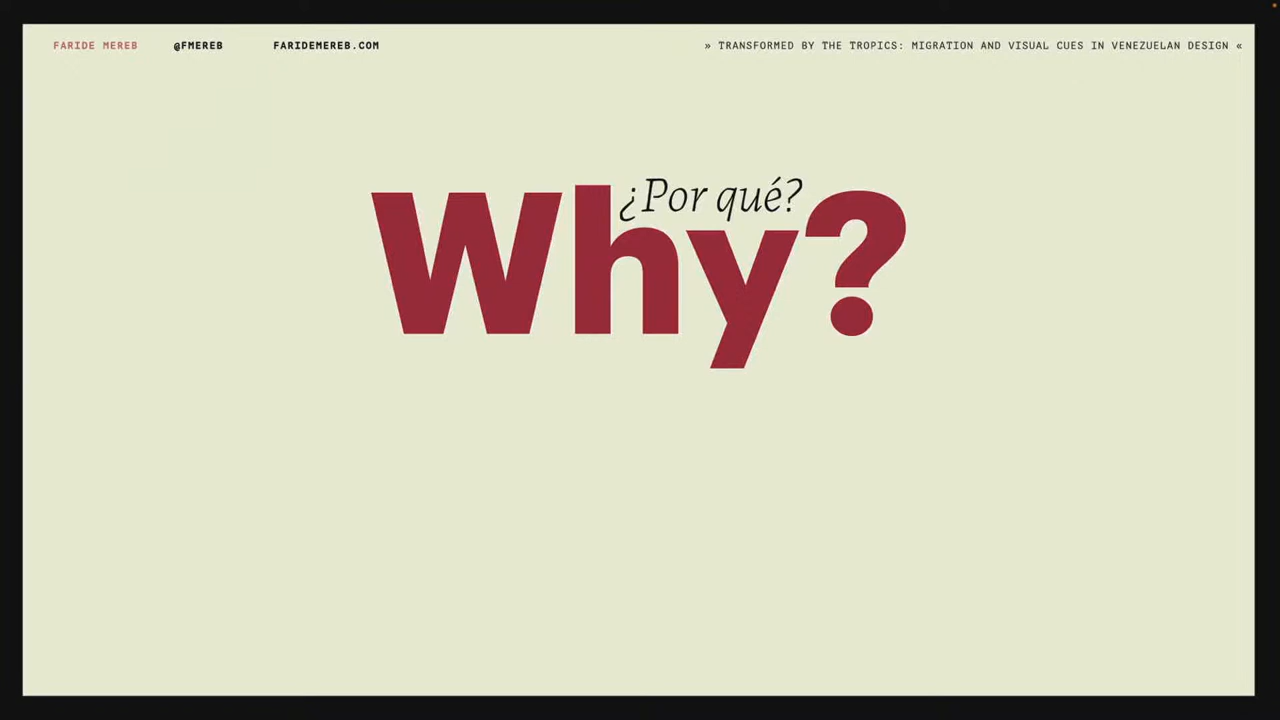 FARIDE MEREB @FMEREB FARIDEMEREB.COM » TRANSFORMED BY THE TROPICS: MIGRATION AND VISUAL CUES IN VENEZUELAN DESIGN «
¿Por qué?
Why?